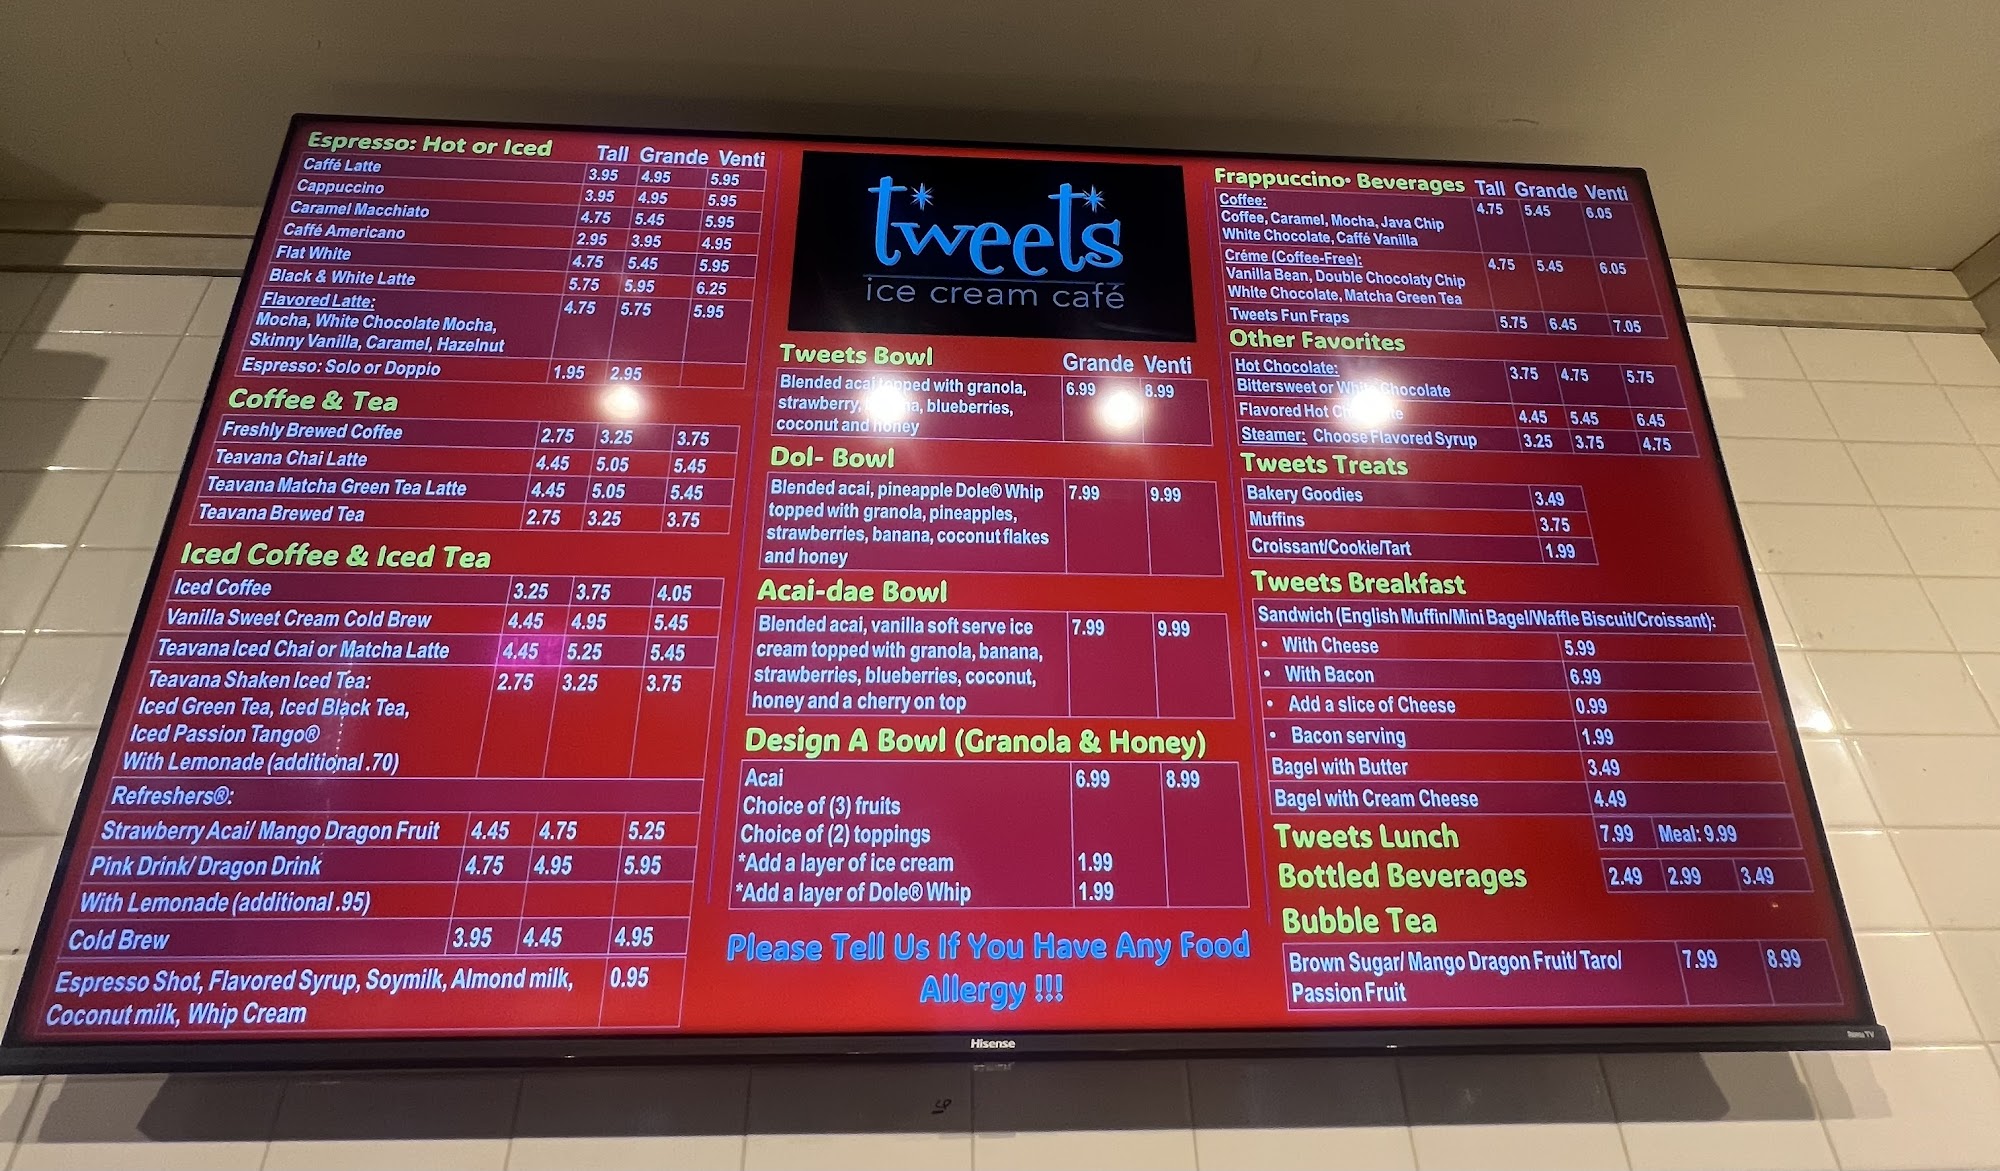 Espresso: Hot or Iced Tall Grande Venti
Caffé Latte 3.95 4.95 5.95
Cappuccino 3.95 4.95 5.95
Caramel Macchiato 4.75 5.45 5.95
Caffé Americano 2.95 3.95 4.95
Flat White 4.75 5.45 5.95
Black & White Latte 5.75 5.95 6.25
Flavored Latte: 4.75 5.75 5.95
Mocha, White Chocolate Mocha,
Skinny Vanilla, Caramel, Hazelnut
Espresso: Solo or Doppio 1.95 2.95
Coffee & Tea
Freshly Brewed Coffee 2.75 3.25 3.75
Teavana Chai Latte 4.45 5.05 5.45
Teavana Matcha Green Tea Latte 4.45 5.05 5.45
Teavana Brewed Tea 2.75 3.25 3.75
Iced Coffee & Iced Tea
Iced Coffee 3.25 3.75 4.05
Vanilla Sweet Cream Cold Brew 4.45 4.95 5.45
Teavana Iced Chai or Matcha Latte 4.45 5.25 5.45
Teavana Shaken Iced Tea: 2.75 3.25 3.75
Iced Green Tea, Iced Black Tea,
Iced Passion Tango®
With Lemonade (additional .70)
Refreshers®:
Strawberry Acai/ Mango Dragon Fruit 4.45 4.75 5.25
Pink Drink/ Dragon Drink 4.75 4.95 5.95
With Lemonade (additional .95)
Cold Brew 3.95 4.45 4.95
Espresso Shot, Flavored Syrup, Soymilk, Almond milk, 0.95
Coconut milk, Whip Cream
tweets
ice cream café
Tweets Bowl Grande Venti
Blended acai topped with granola, 6.99 8.99
strawberry, blueberries,
coconut and honey
Dol- Bowl
Blended acai, pineapple Dole® Whip 7.99 9.99
topped with granola, pineapples,
strawberries, banana, coconut flakes
and honey
Acai-dae Bowl
Blended acai, vanilla soft serve ice 7.99 9.99
cream topped with granola, banana,
strawberries, blueberries, coconut,
honey and a cherry on top
Design A Bowl (Granola & Honey)
Acai 6.99 8.99
Choice of (3) fruits
Choice of (2) toppings
*Add a layer of ice cream 1.99
*Add a layer of Dole® Whip 1.99
Please Tell Us If You Have Any Food
Allergy !!!
Frappuccino• Beverages Tall Grande Venti
Coffee: 4.75 5.45 6.05
Coffee, Caramel, Mocha, Java Chip
White Chocolate, Caffé Vanilla
Créme (Coffee-Free): 4.75 5.45 6.05
Vanilla Bean, Double Chocolaty Chip
White Chocolate, Matcha Green Tea
Tweets Fun Fraps 5.75 6.45 7.05
Other Favorites
Hot Chocolate: 3.75 4.75 5.75
Bittersweet or White Chocolate
Flavored Hot Chocolate 4.45 5.45 6.45
Steamer: Choose Flavored Syrup 3.25 3.75 4.75
Tweets Treats
Bakery Goodies 3.49
Muffins 3.75
Croissant/Cookie/Tart 1.99
Tweets Breakfast
Sandwich (English Muffin/Mini Bagel/Waffle Biscuit/Croissant):
• With Cheese 5.99
• With Bacon 6.99
• Add a slice of Cheese 0.99
• Bacon serving 1.99
Bagel with Butter 3.49
Bagel with Cream Cheese 4.49
Tweets Lunch 7.99 Meal: 9.99
Bottled Beverages 2.49 2.99 3.49
Bubble Tea
Brown Sugar/ Mango Dragon Fruit/ Taro/ 7.99 8.99
Passion Fruit
Hisense
Roku TV